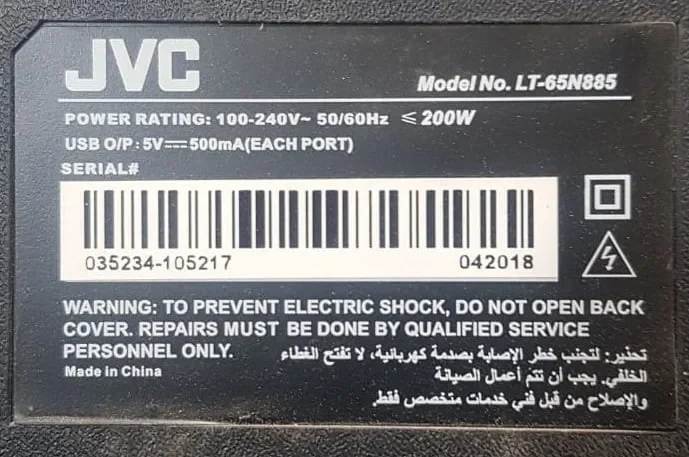 JVC
Model No. LT-65N885
POWER RATING: 100-240V~ 50/60Hz ≤200W
USB O/P: 5V⎓500mA(EACH PORT)
SERIAL#
035234-105217 042018
WARNING: TO PREVENT ELECTRIC SHOCK, DO NOT OPEN BACK
COVER. REPAIRS MUST BE DONE BY QUALIFIED SERVICE
PERSONNEL ONLY.
Made in China
تحذير: لتجنب خطر الإصابة بصدمة كهربائية، لا تفتح الغطاء
الخلفي. يجب أن تتم أعمال الصيانة
والإصلاح من قبل فني خدمات متخصص فقط.